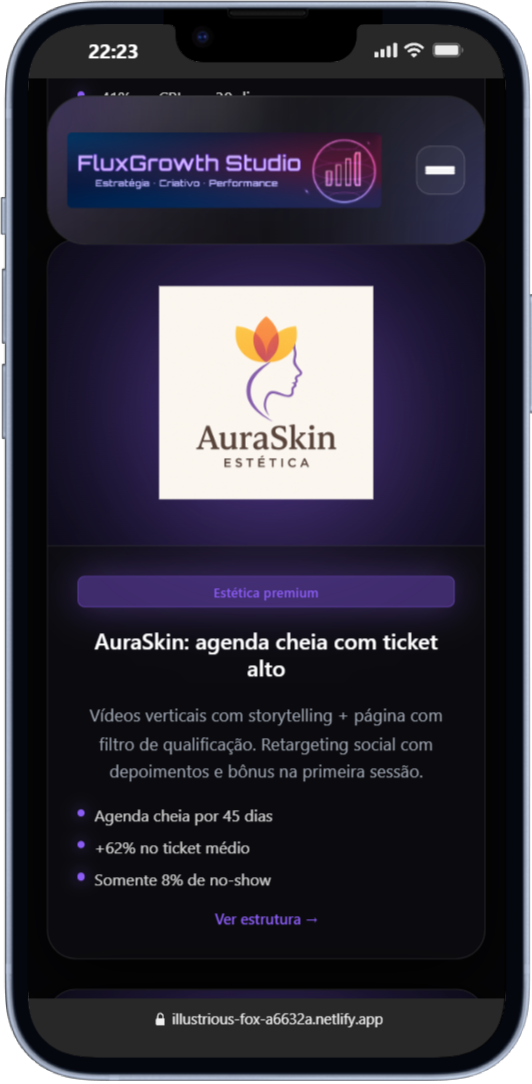 22:23
FluxGrowth Studio
Estratégia · Criativo · Performance
AuraSkin
ESTÉTICA
Estética premium
AuraSkin: agenda cheia com ticket
alto
Vídeos verticais com storytelling + página com
filtro de qualificação. Retargeting social com
depoimentos e bônus na primeira sessão.
Agenda cheia por 45 dias
+62% no ticket médio
Somente 8% de no-show
Ver estrutura →
illustrious-fox-a6632a.netlify.app